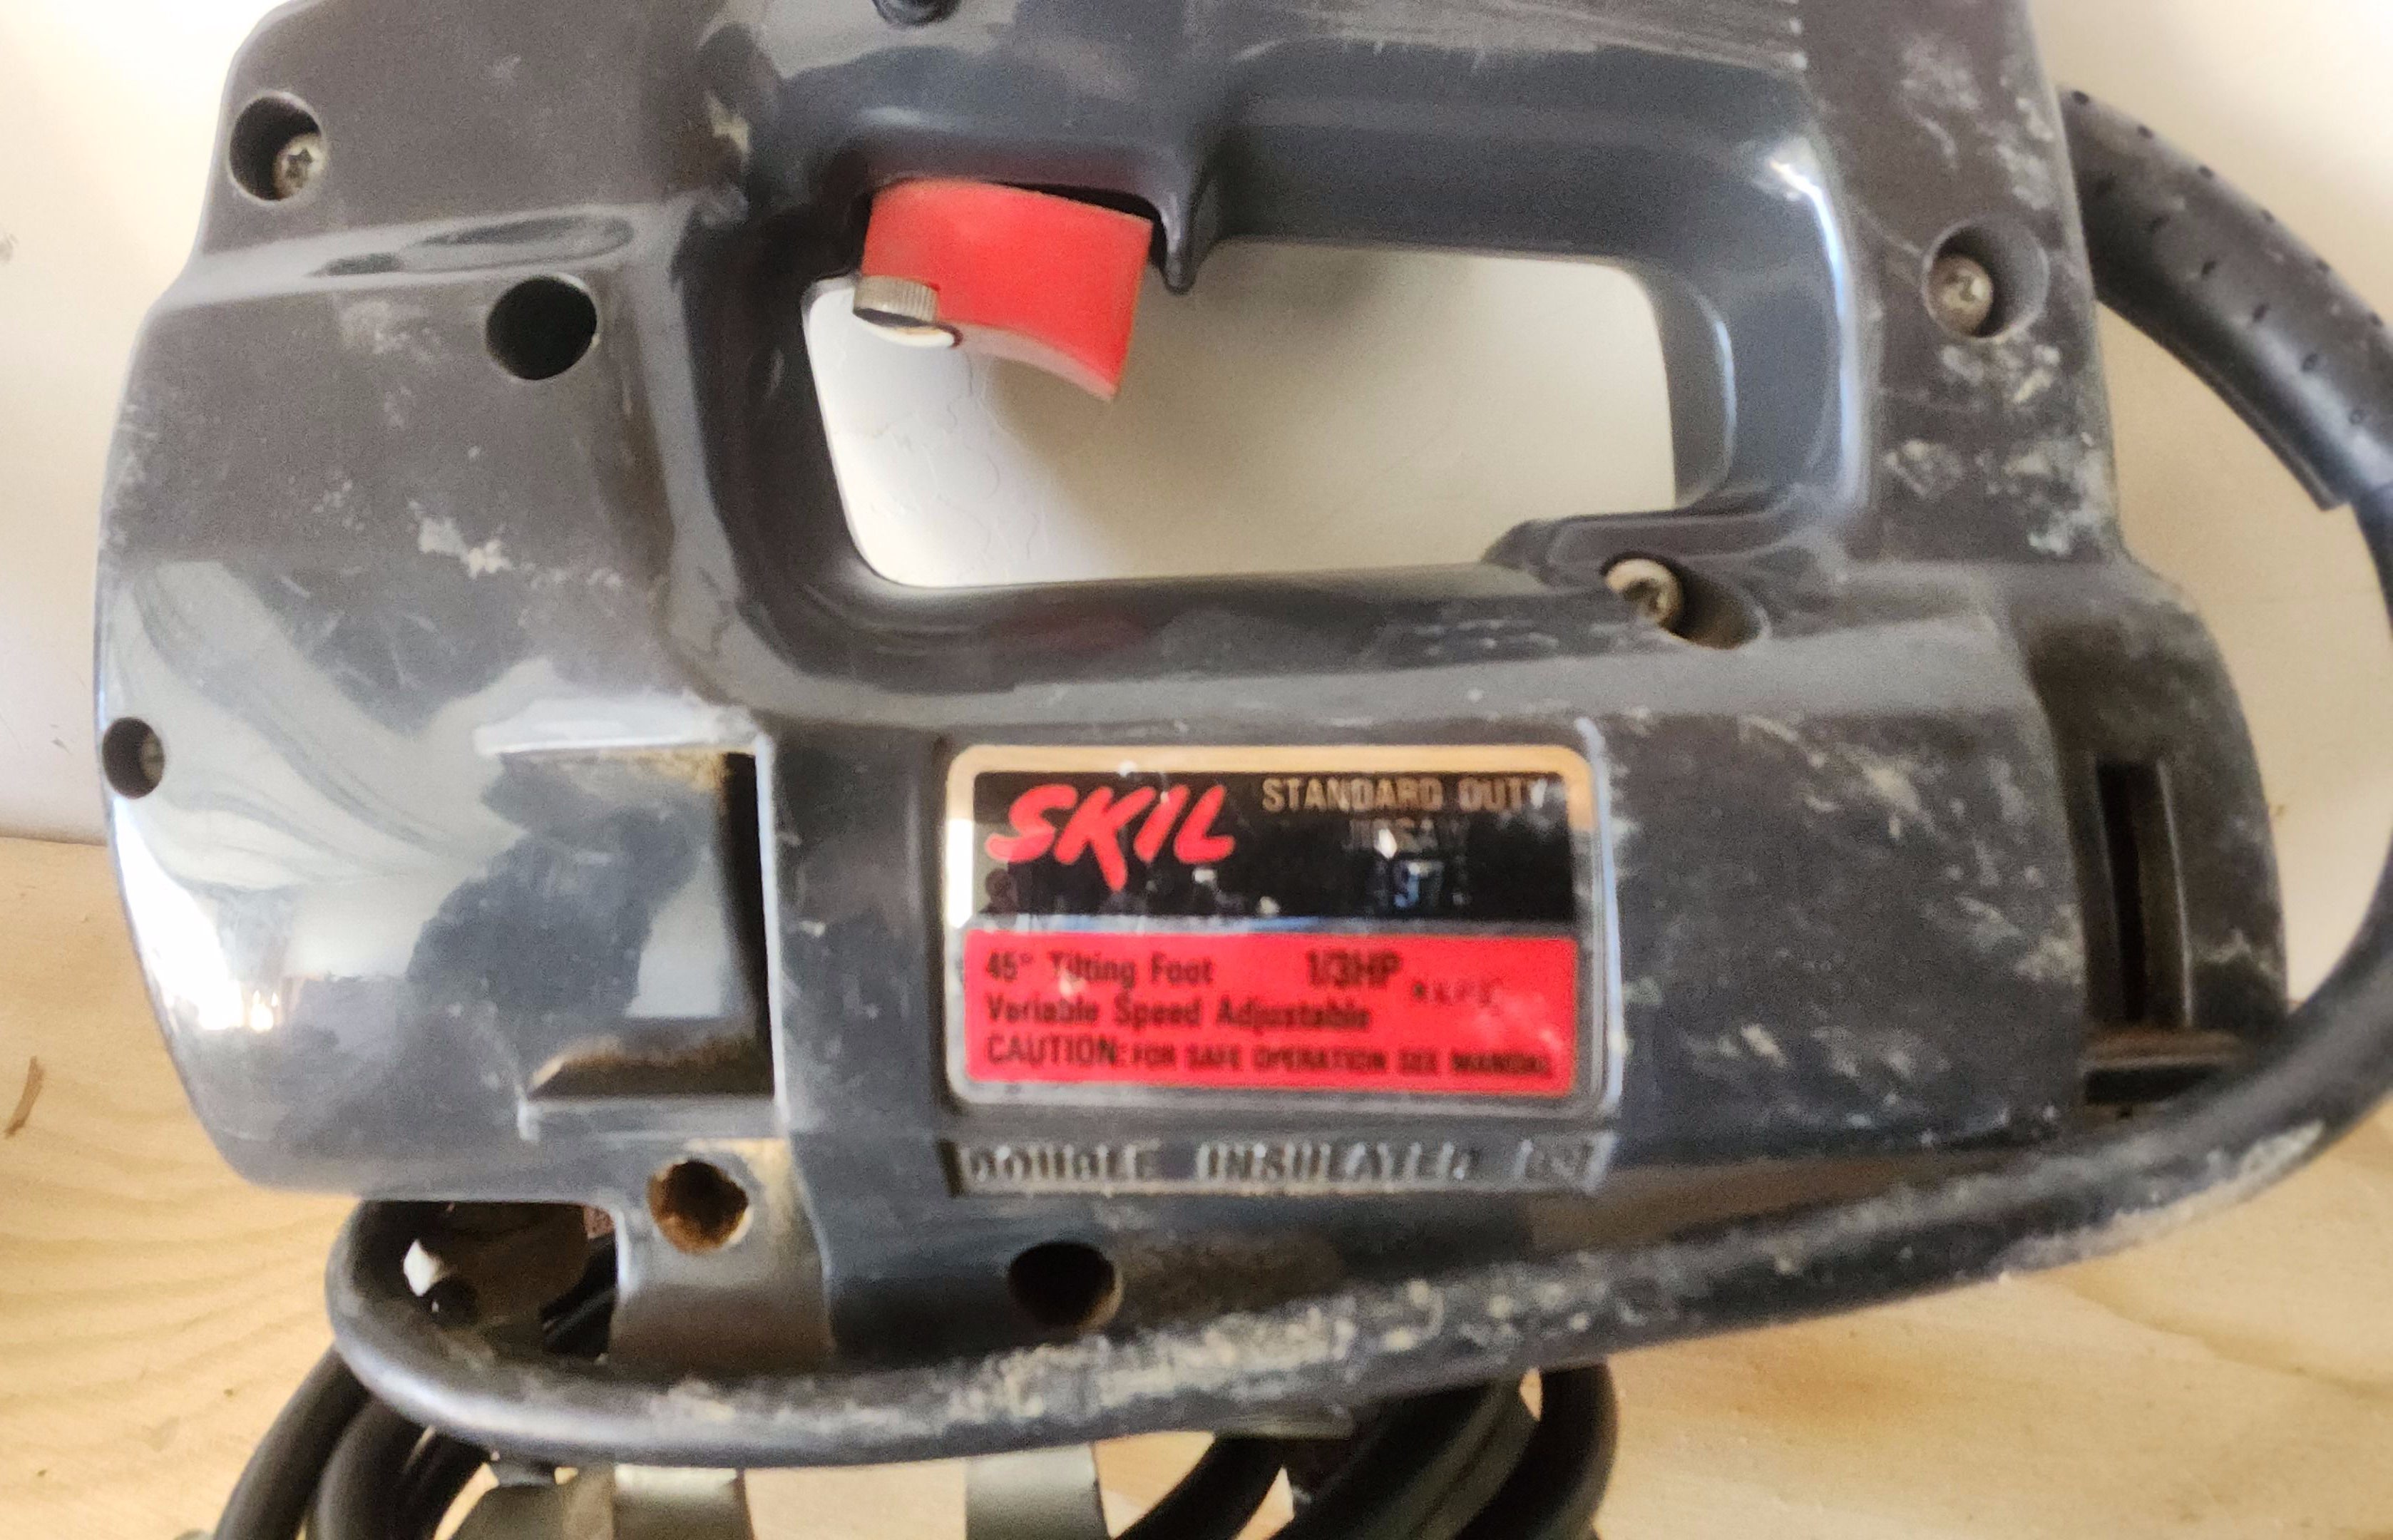 SKIL STANDARD DUTY
JIGSAW
45° Tilting Foot 1/3HP
Variable Speed Adjustable
CAUTION: FOR SAFE OPERATION SEE MANUAL
DOUBLE INSULATED